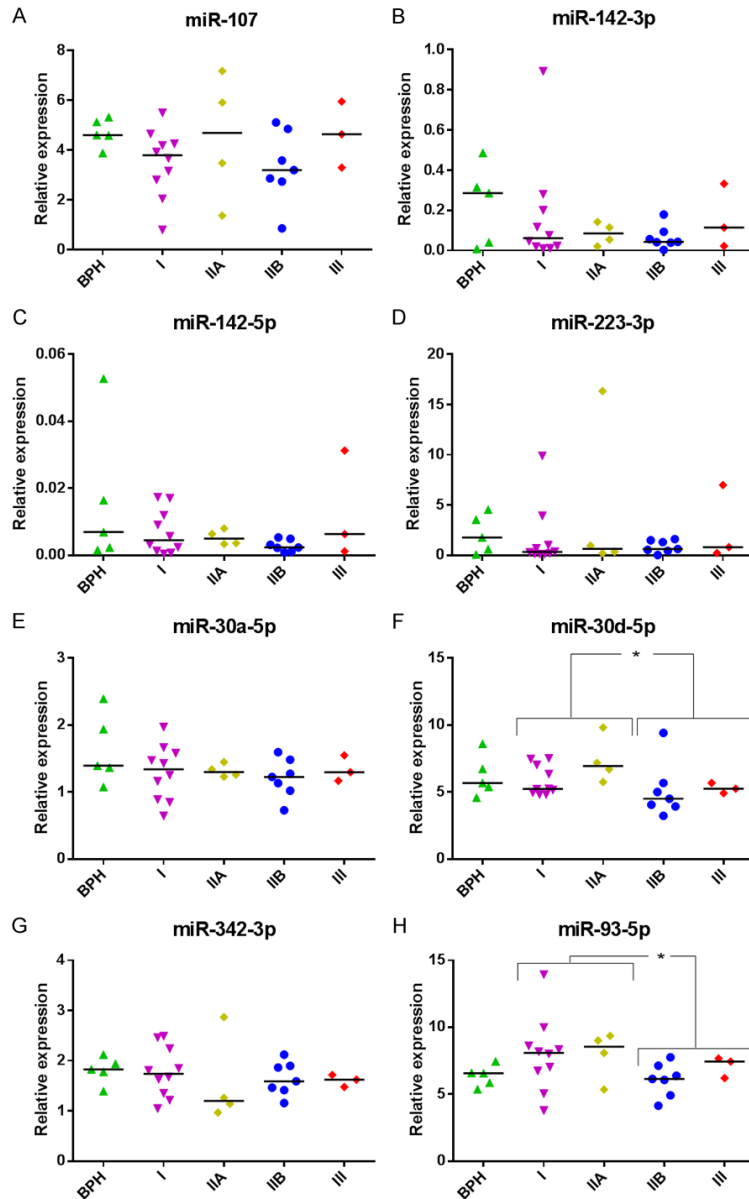 A
miR-107
Relative expression
8
6
4
2
0
BPH
I
IIA
IIB
III
B
miR-142-3p
Relative expression
1.0
0.8
0.6
0.4
0.2
0.0
BPH
I
IIA
IIB
III
C
miR-142-5p
Relative expression
0.06
0.04
0.02
0.00
BPH
I
IIA
IIB
III
D
miR-223-3p
Relative expression
20
15
10
5
0
BPH
I
IIA
IIB
III
E
miR-30a-5p
Relative expression
3
2
1
0
BPH
I
IIA
IIB
III
F
miR-30d-5p
Relative expression
15
10
5
0
*
BPH
I
IIA
IIB
III
G
miR-342-3p
Relative expression
4
3
2
1
0
BPH
I
IIA
IIB
III
H
miR-93-5p
Relative expression
15
10
5
0
*
BPH
I
IIA
IIB
III